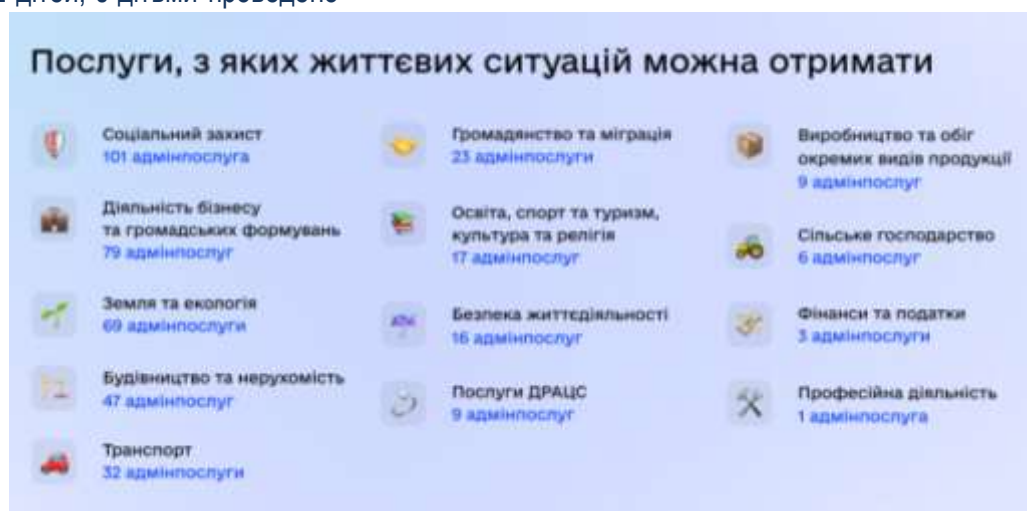 дітей, з дітьми проведено
Послуги, з яких життєвих ситуацій можна отримати
Соціальний захист
101 адмінпослуга
Діяльність бізнесу
та громадських формувань
79 адмінпослуг
Земля та екологія
69 адмінпослуги
Будівництво та нерухомість
47 адмінпослуг
Транспорт
32 адмінпослуги
Громадянство та міграція
23 адмінпослуги
Освіта, спорт та туризм,
культура та релігія
17 адмінпослуг
Безпека життєдіяльності
16 адмінпослуг
Послуги ДРАЦС
9 адмінпослуг
Виробництво та обіг
окремих видів продукції
9 адмінпослуг
Сільське господарство
6 адмінпослуг
Фінанси та податки
3 адмінпослуги
Професійна діяльність
1 адмінпослуга